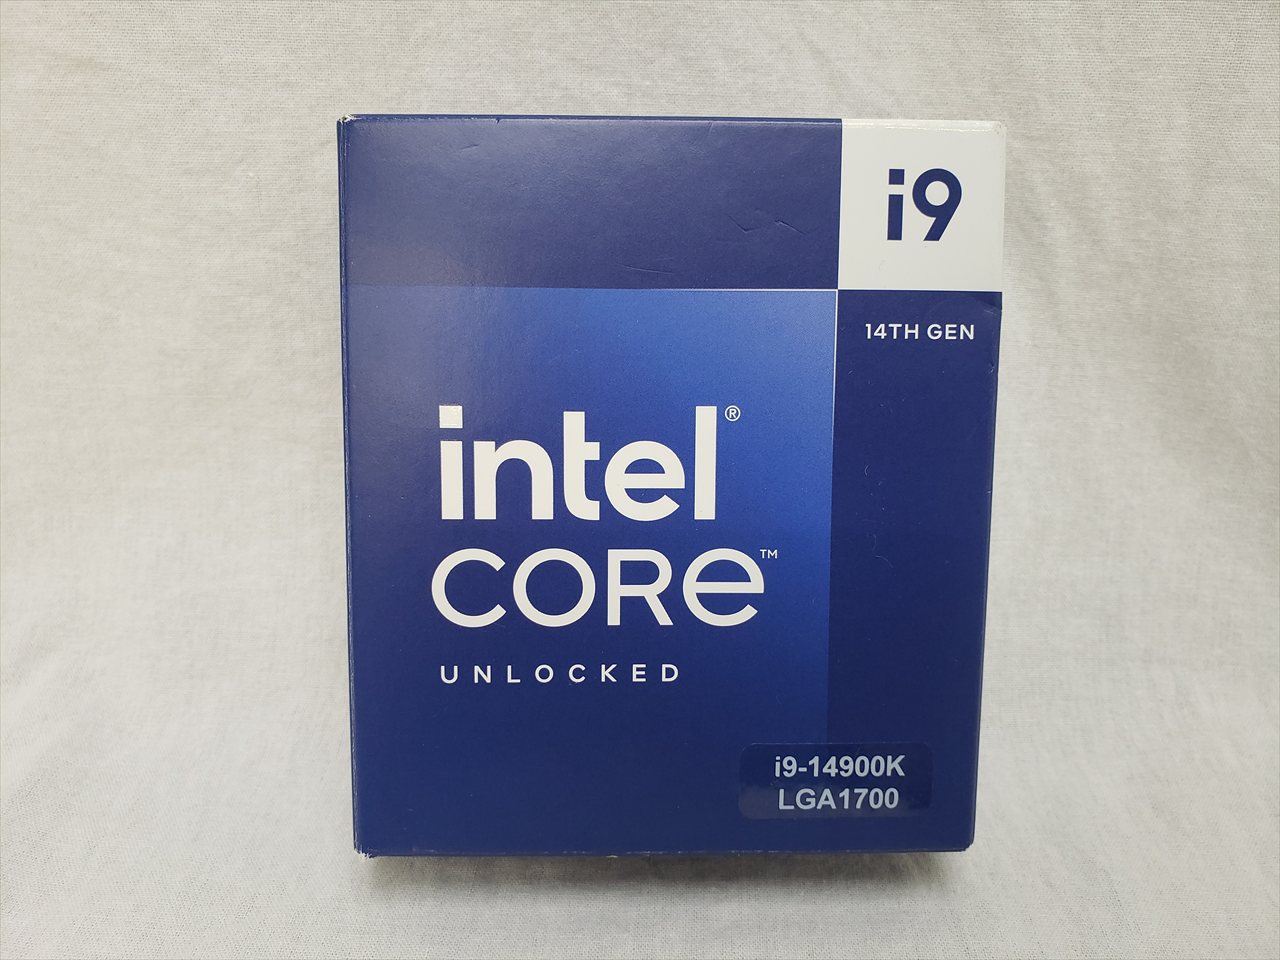 i9
14TH GEN
intel®
CORE™
UNLOCKED
i9-14900K
LGA1700